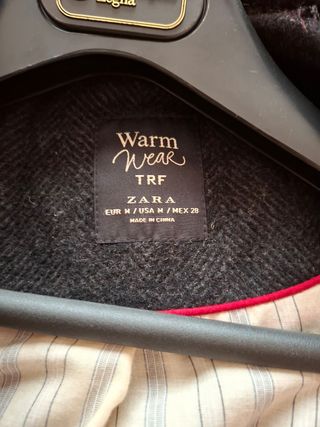 Warm
Wear
TRF
ZARA
EUR M / USA M / MEX 28
MADE IN CHINA